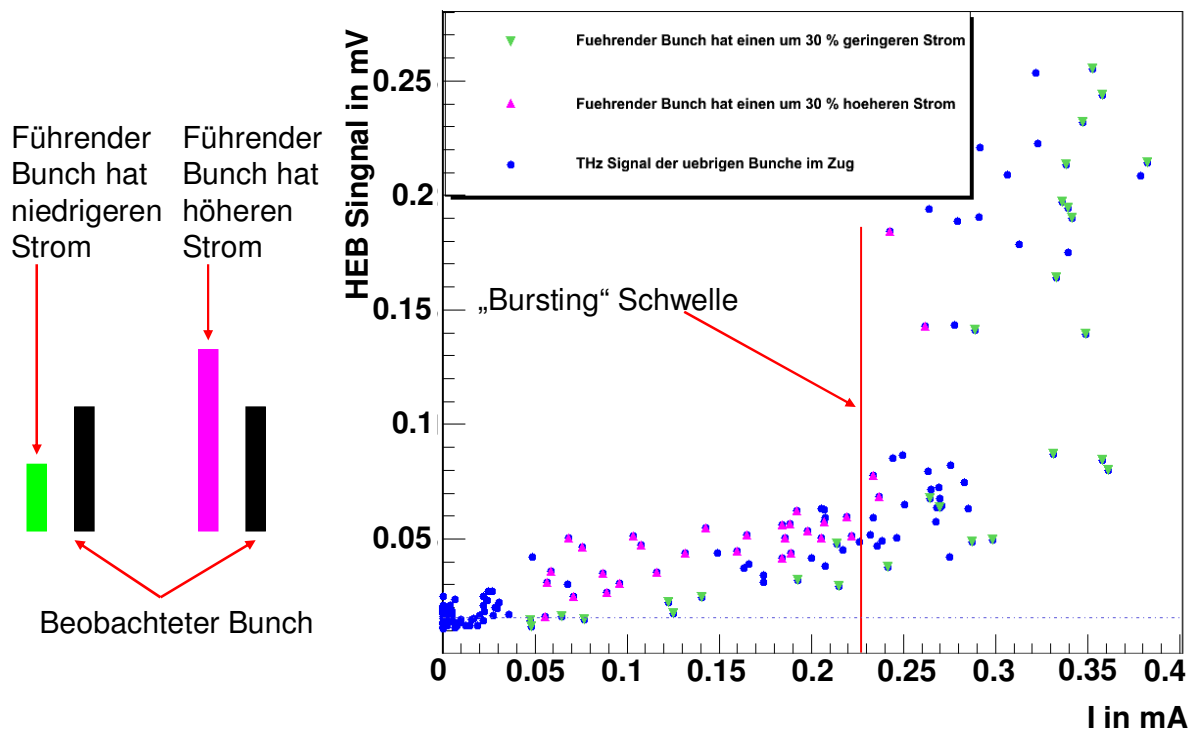 Führender
Bunch hat
niedrigeren
Strom
Führender
Bunch hat
höheren
Strom
Beobachteter Bunch
HEB Singnal in mV
Fuehrender Bunch hat einen um 30 % geringeren Strom
Fuehrender Bunch hat einen um 30 % hoeheren Strom
THz Signal der uebrigen Bunche im Zug
„Bursting“ Schwelle
0.25
0.2
0.15
0.1
0.05
0 0.05 0.1 0.15 0.2 0.25 0.3 0.35 0.4
I in mA